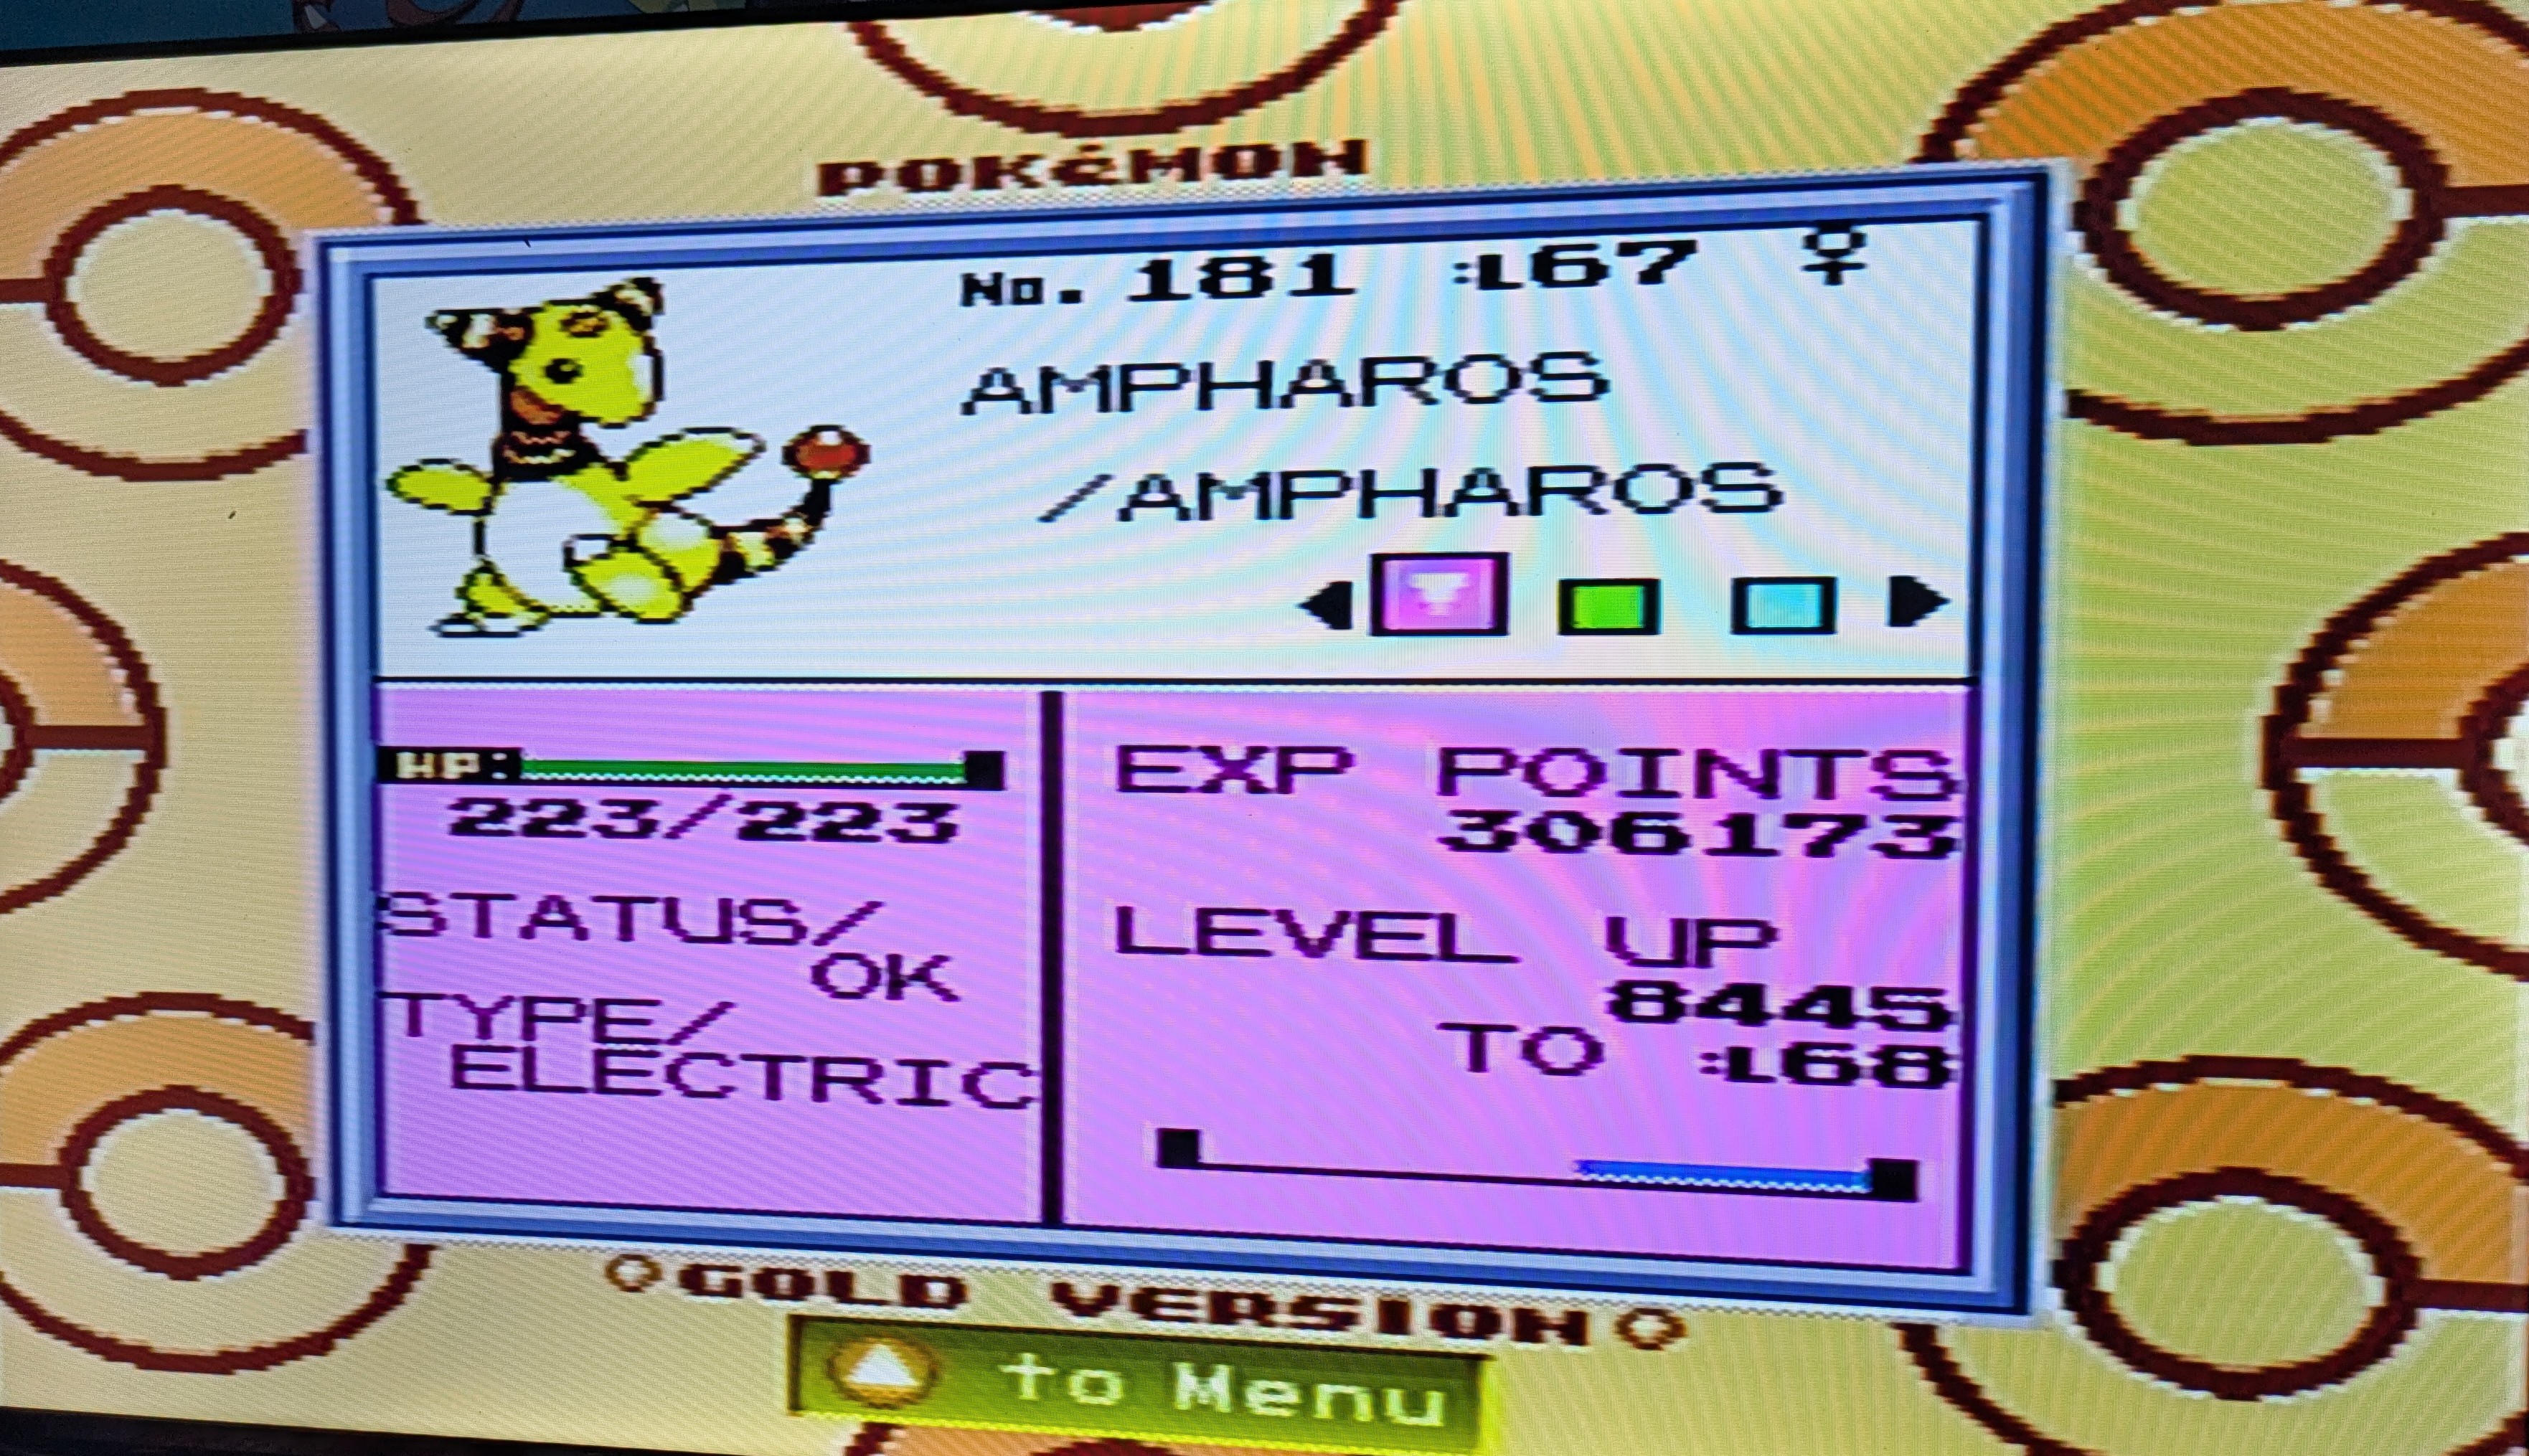 POKéMON
No. 181 :L67 ♀
AMPHAROS
/AMPHAROS
HP:
223/223
STATUS/
OK
TYPE/
ELECTRIC
EXP POINTS
306173
LEVEL UP
8445
TO :L68
GOLD VERSION
to Menu